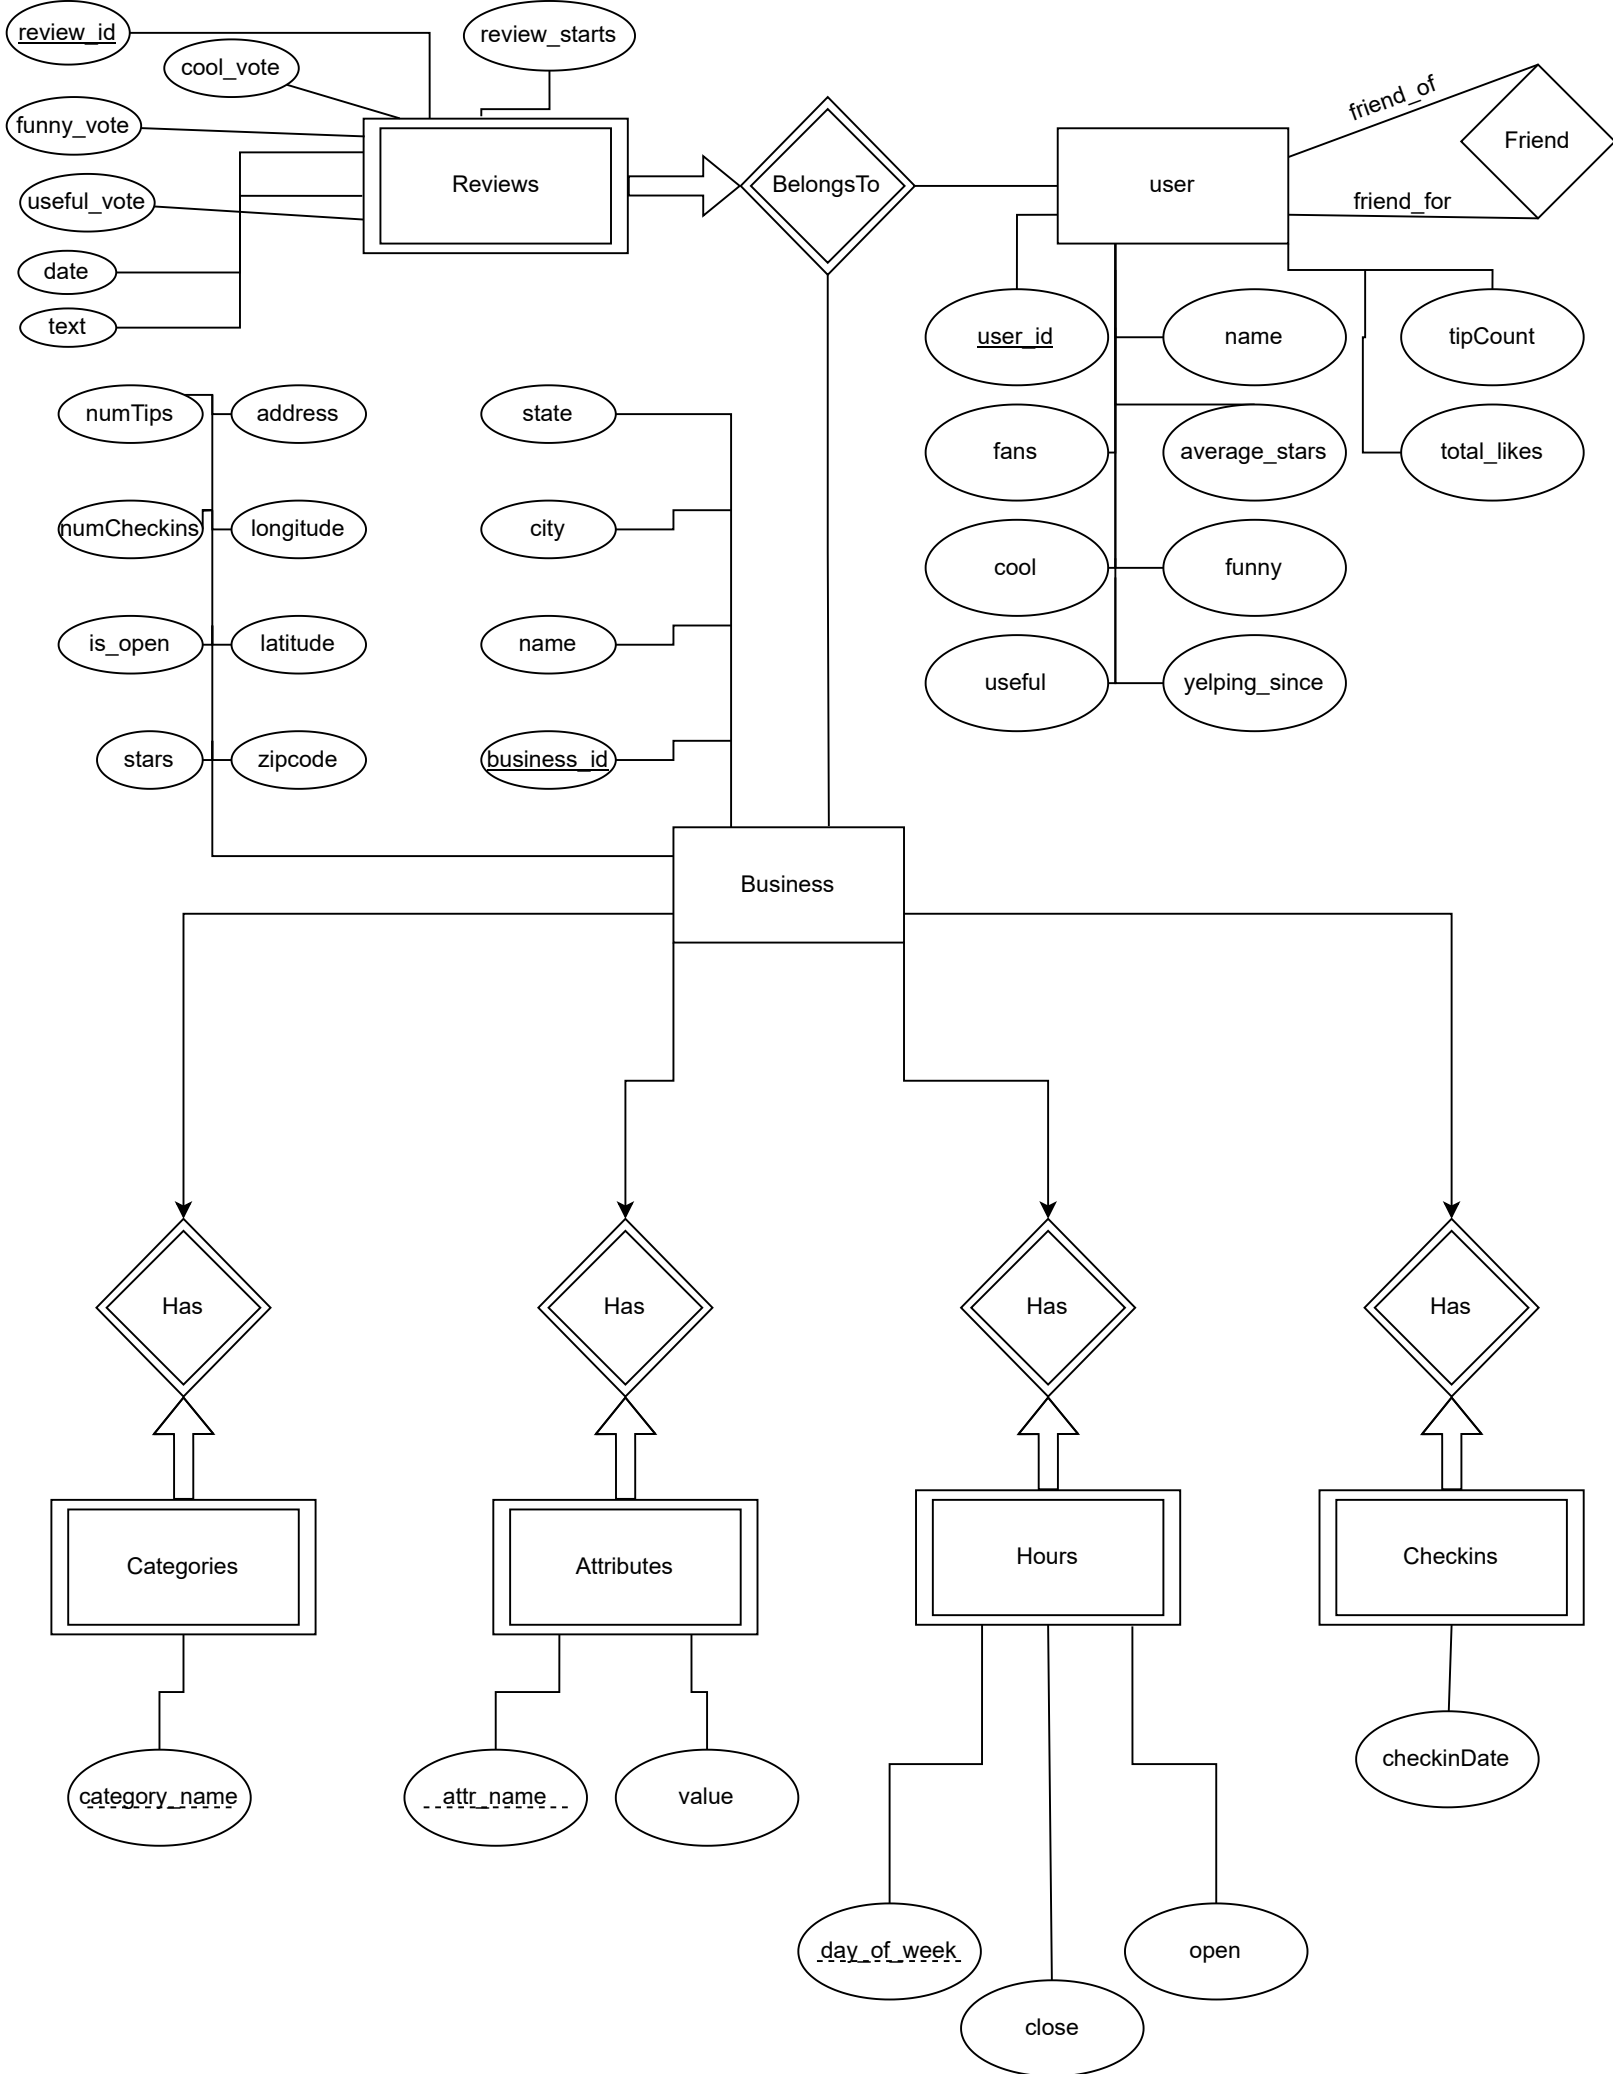 review_id
review_starts
cool_vote
funny_vote
useful_vote
date
text
Reviews
BelongsTo
user
friend_of
Friend
friend_for
user_id
name
tipCount
fans
average_stars
total_likes
cool
funny
useful
yelping_since
numTips
address
state
numCheckins
longitude
city
is_open
latitude
name
stars
zipcode
business_id
Business
Has
Has
Has
Has
Categories
Attributes
Hours
Checkins
category_name
attr_name
value
checkinDate
day_of_week
open
close